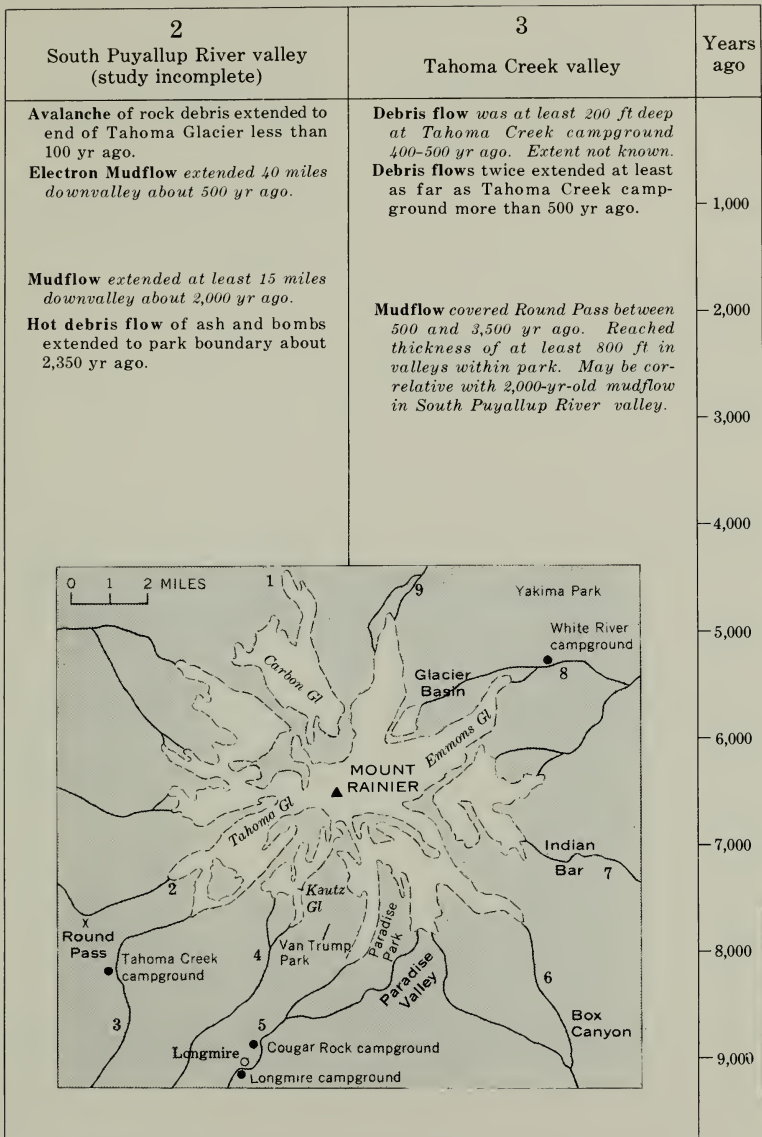 2
South Puyallup River valley
(study incomplete)
3
Tahoma Creek valley
Years
ago
Avalanche of rock debris extended to
end of Tahoma Glacier less than
100 yr ago.
Electron Mudflow extended 40 miles
downvalley about 500 yr ago.
Mudflow extended at least 15 miles
downvalley about 2,000 yr ago.
Hot debris flow of ash and bombs
extended to park boundary about
2,350 yr ago.
Debris flow was at least 200 ft deep
at Tahoma Creek campground
400-500 yr ago. Extent not known.
Debris flows twice extended at least
as far as Tahoma Creek camp-
ground more than 500 yr ago.
Mudflow covered Round Pass between
500 and 3,500 yr ago. Reached
thickness of at least 800 ft in
valleys within park. May be cor-
relative with 2,000-yr-old mudflow
in South Puyallup River valley.
1,000
2,000
3,000
4,000
5,000
6,000
7,000
8,000
9,000
0 1 2 MILES
1
9
Yakima Park
White River
campground
8
Carbon Gl
Glacier
Basin
Emmons Gl
MOUNT
RAINIER
Tahoma Gl
Indian
Bar
7
2
Kautz
Gl
X
Round
Pass
4
Van Trump
Park
Paradise
Park
Paradise
Valley
Tahoma Creek
campground
6
3
5
Box
Canyon
Longmire
Cougar Rock campground
Longmire campground